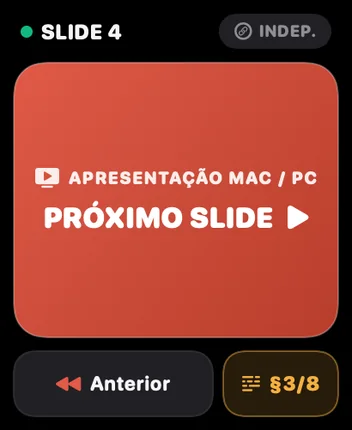 SLIDE 4
INDEP.
APRESENTAÇÃO MAC / PC
PRÓXIMO SLIDE
Anterior
§3/8